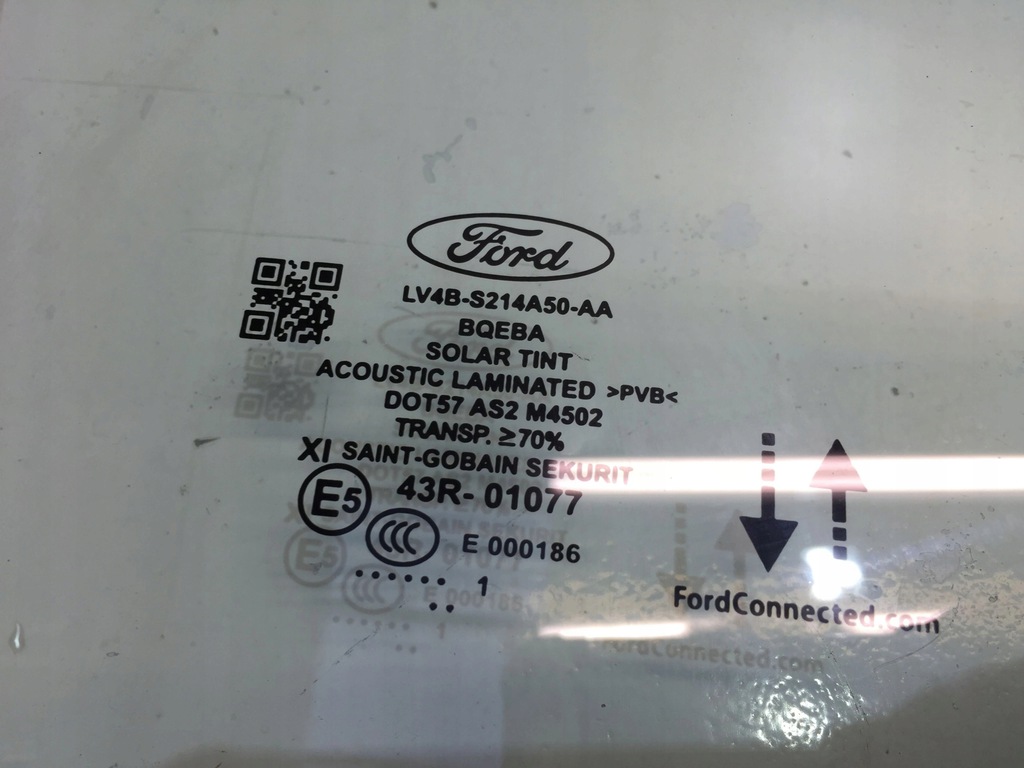 Ford
LV4B-S214A50-AA
BQEBA
SOLAR TINT
ACOUSTIC LAMINATED >PVB<
DOT57 AS2 M4502
TRANSP. ≥70%
XI SAINT-GOBAIN SEKURIT
E5 43R- 01077
CCC E 000186
...... 1
..
FordConnected.com